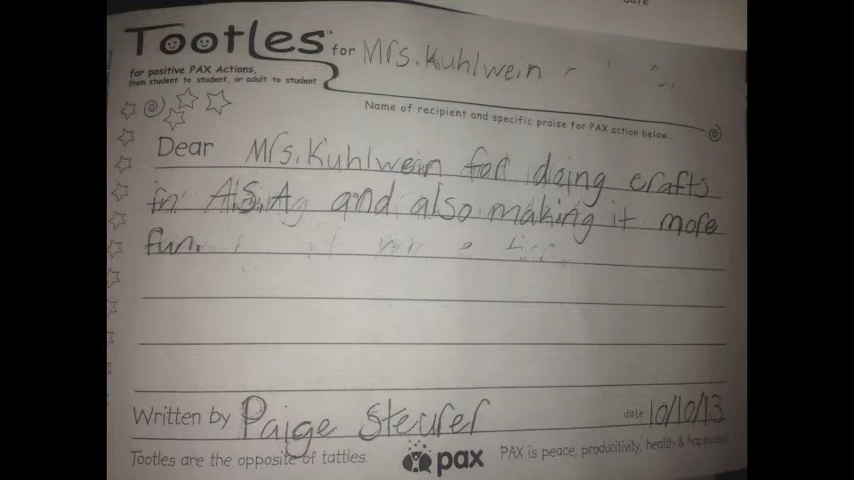 date
Tootles for Mrs. Kuhlwein
for positive PAX Actions,
from student to student, or adult to student
Name of recipient and specific praise for PAX action below.
Dear Mrs. Kuhlwein for doing crafts
in A.S.A and also making it more
fun.
Written by Paige Steurer date 10/10/13
Tootles are the opposite of tattles. pax PAX is peace, producitivity, health & happiness